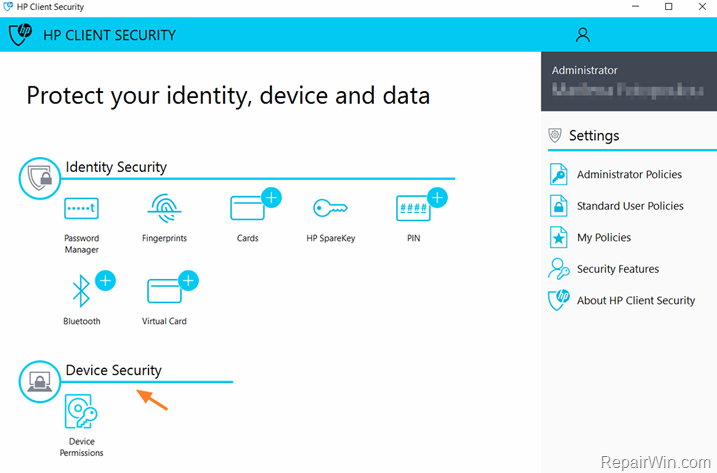 HP Client Security
HP CLIENT SECURITY
Protect your identity, device and data
Identity Security
Password
Manager
Fingerprints
Cards
HP SpareKey
####
PIN
Bluetooth
Virtual Card
Device Security
Device
Permissions
Administrator
Settings
Administrator Policies
Standard User Policies
My Policies
Security Features
About HP Client Security
RepairWin.com